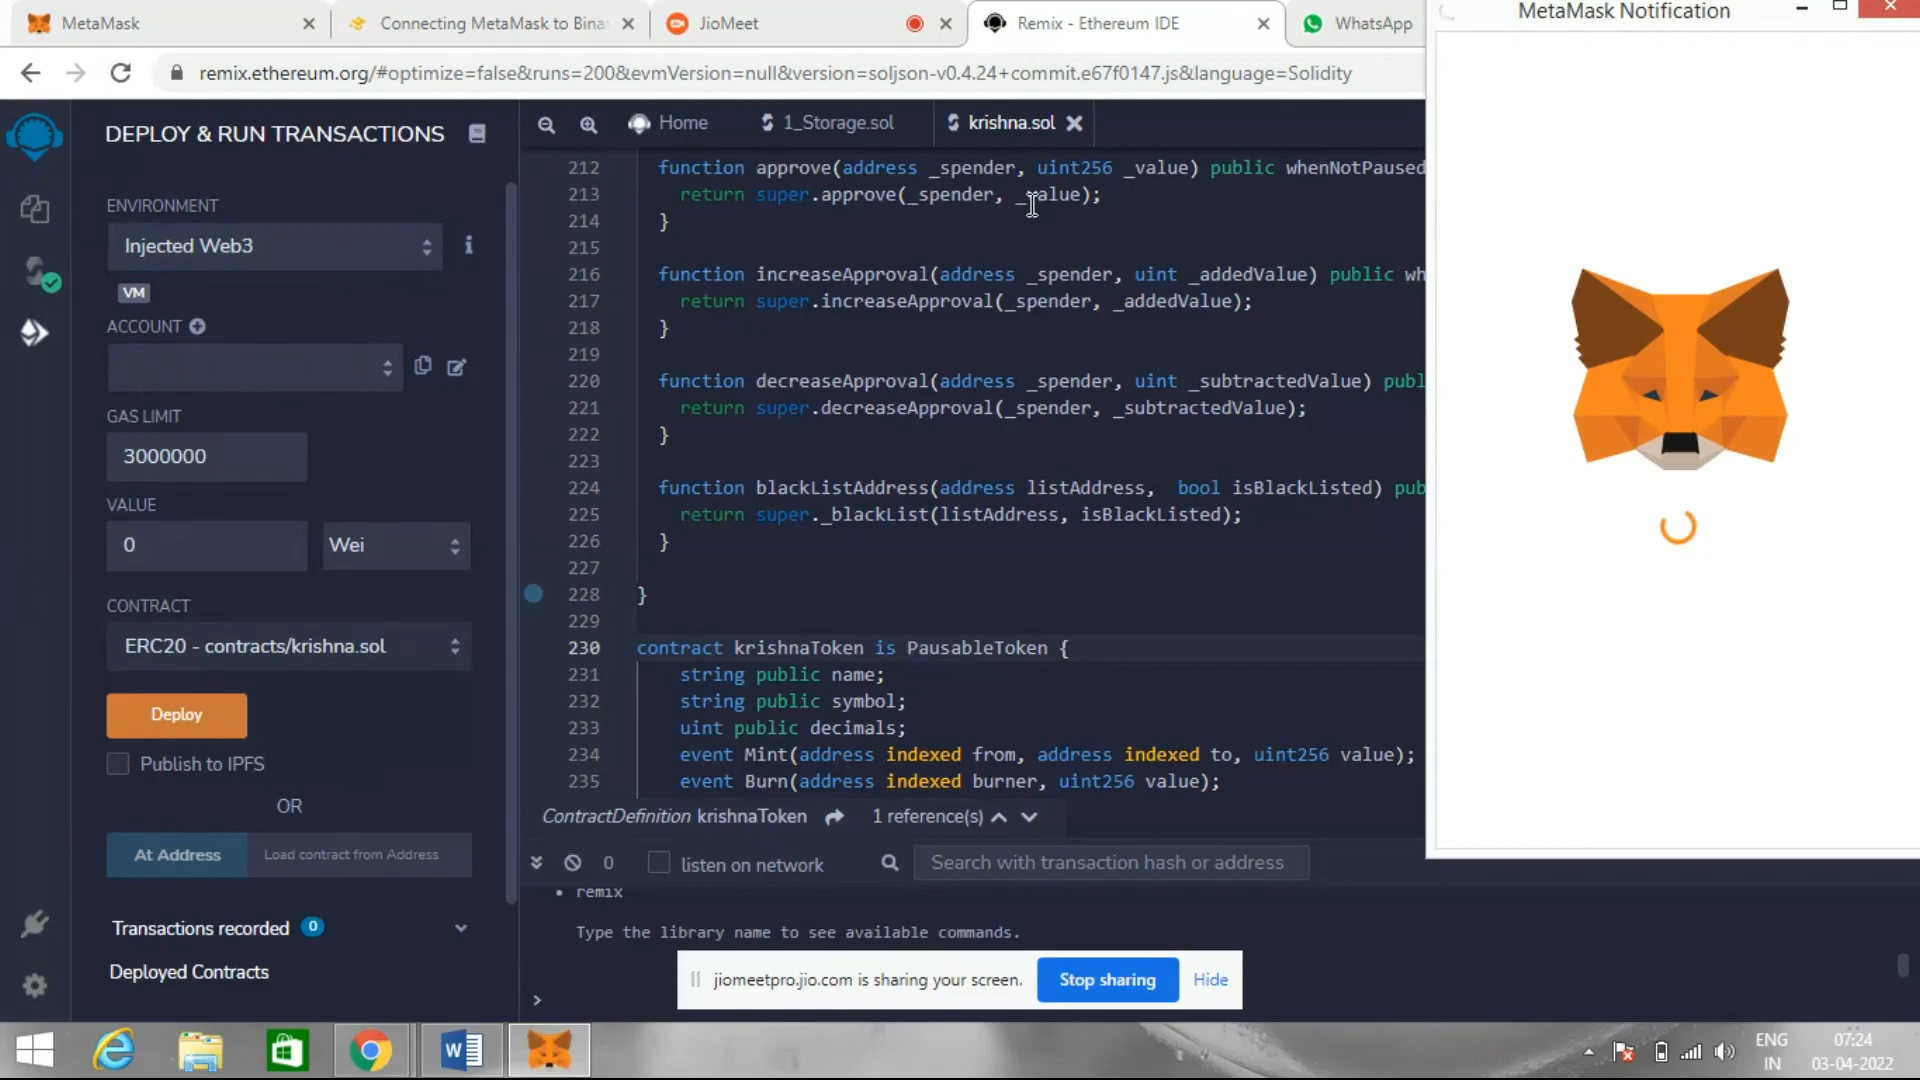 MetaMask
Connecting MetaMask to Bina
JioMeet
Remix - Ethereum IDE
WhatsApp
MetaMask Notification
remix.ethereum.org/#optimize=false&runs=200&evmVersion=null&version=soljson-v0.4.24+commit.e67f0147.js&language=Solidity
DEPLOY & RUN TRANSACTIONS
ENVIRONMENT
Injected Web3
VM
ACCOUNT
GAS LIMIT
3000000
VALUE
0
Wei
CONTRACT
ERC20 - contracts/krishna.sol
Deploy
Publish to IPFS
OR
At Address
Load contract from Address
Transactions recorded 0
Deployed Contracts
Home
1_Storage.sol
krishna.sol
212 function approve(address _spender, uint256 _value) public whenNotPaused
213 return super.approve(_spender, _value);
214 }
215
216 function increaseApproval(address _spender, uint _addedValue) public wh
217 return super.increaseApproval(_spender, _addedValue);
218 }
219
220 function decreaseApproval(address _spender, uint _subtractedValue) publ
221 return super.decreaseApproval(_spender, _subtractedValue);
222 }
223
224 function blackListAddress(address listAddress, bool isBlackListed) pub
225 return super._blackList(listAddress, isBlackListed);
226 }
227
228 }
229
230 contract krishnaToken is PausableToken {
231 string public name;
232 string public symbol;
233 uint public decimals;
234 event Mint(address indexed from, address indexed to, uint256 value);
235 event Burn(address indexed burner, uint256 value);
ContractDefinition krishnaToken 1 reference(s)
0 listen on network
Search with transaction hash or address
• remix
Type the library name to see available commands.
>
jiomeetpro.jio.com is sharing your screen.
Stop sharing
Hide
ENG
IN
07:24
03-04-2022